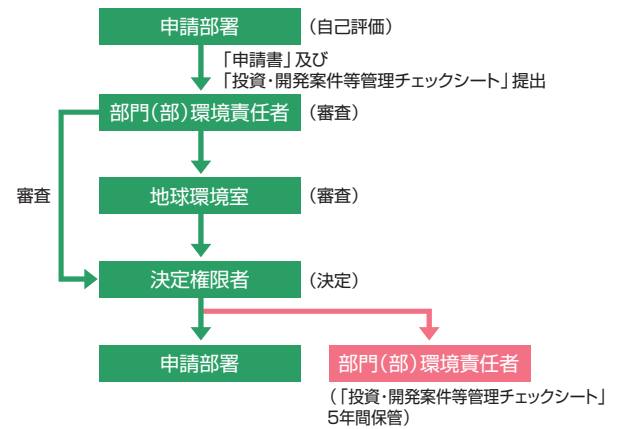 申請部署
(自己評価)
「申請書」及び
「投資・開発案件等管理チェックシート」提出
部門(部)環境責任者
(審査)
審査
地球環境室
(審査)
決定権限者
(決定)
申請部署
部門(部)環境責任者
(「投資・開発案件等管理チェックシート」
5年間保管)